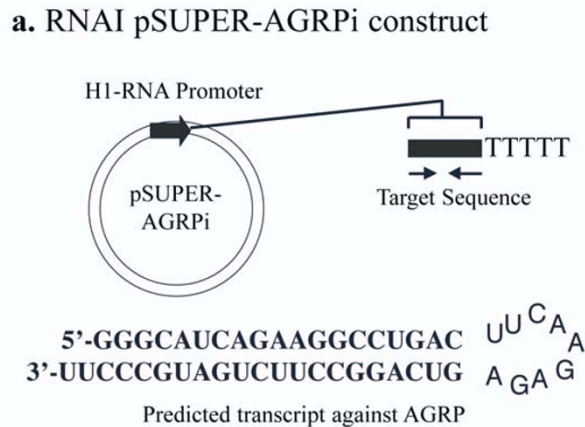 a. RNAI pSUPER-AGRPi construct
H1-RNA Promoter
TTTTT
pSUPER-
AGRPi
Target Sequence
5'-GGGCAUCAGAAGGCCUGAC UUCAA
3'-UUCCCGUAGUCUUCCGGACUG AGAG
Predicted transcript against AGRP